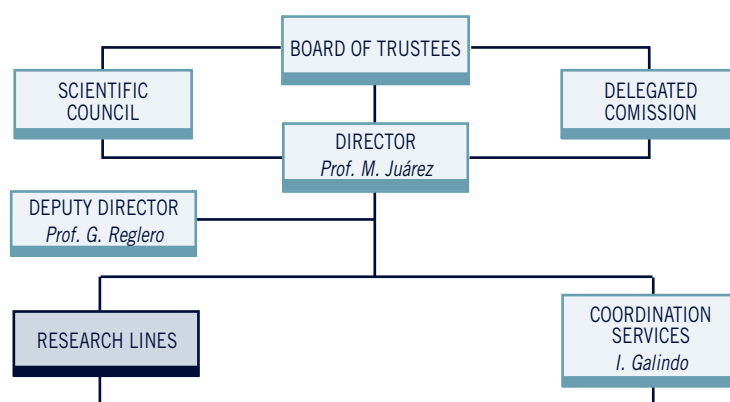 BOARD OF TRUSTEES
SCIENTIFIC
COUNCIL
DELEGATED
COMISSION
DIRECTOR
Prof. M. Juárez
DEPUTY DIRECTOR
Prof. G. Reglero
RESEARCH LINES
COORDINATION
SERVICES
I. Galindo